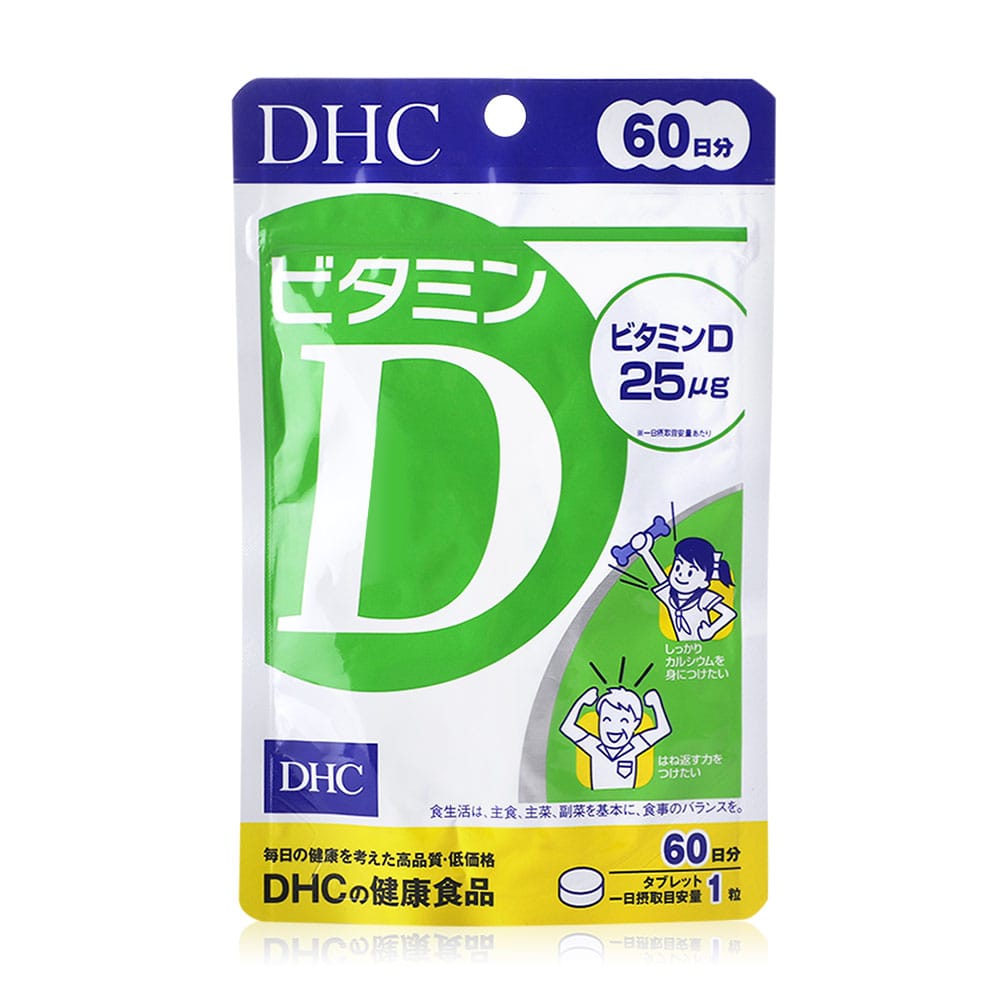 DHC
60日分
ビタミン
D
ビタミンD
25μg
※一日摂取目安量あたり
しっかり
カルシウムを
身につけたい
はね返す力を
つけたい
DHC
食生活は、主食、主菜、副菜を基本に、食事のバランスを。
毎日の健康を考えた高品質・低価格
DHCの健康食品
60日分
タブレット
一日摂取目安量 1粒